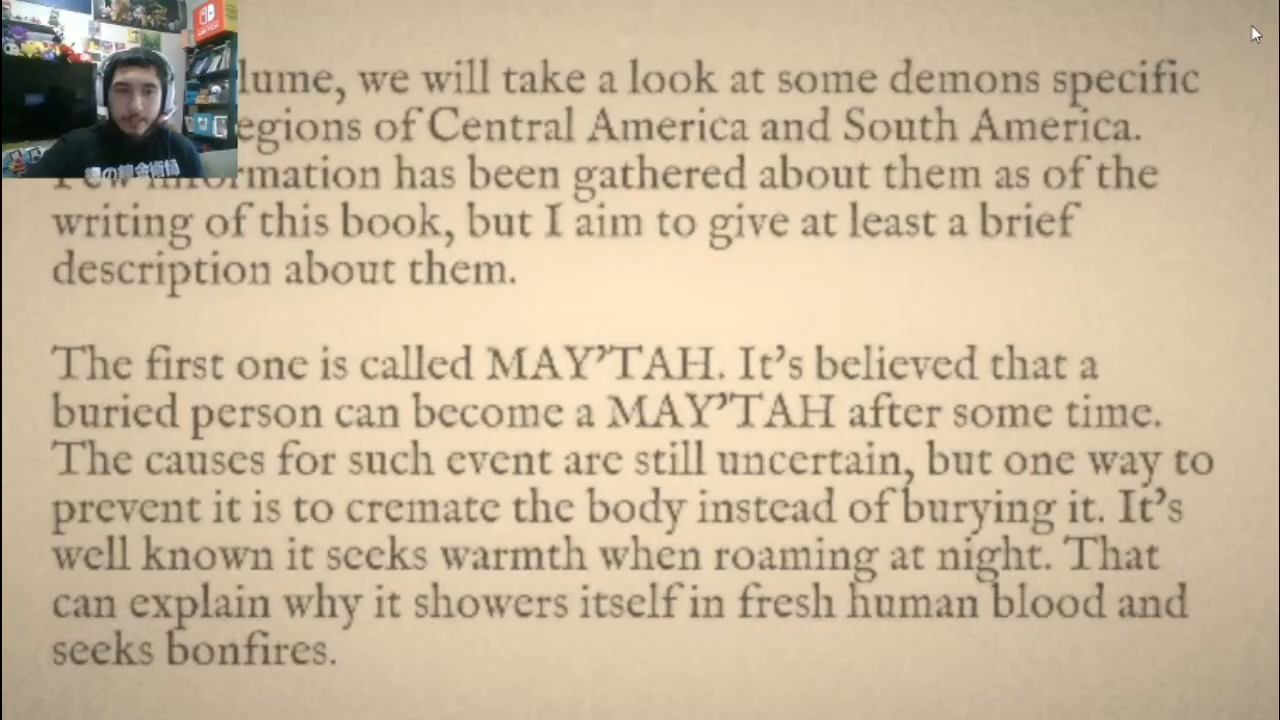 lume, we will take a look at some demons specific
egions of Central America and South America.
Few information has been gathered about them as of the
writing of this book, but I aim to give at least a brief
description about them.
The first one is called MAY'TAH. It's believed that a
buried person can become a MAY'TAH after some time.
The causes for such event are still uncertain, but one way to
prevent it is to cremate the body instead of burying it. It's
well known it seeks warmth when roaming at night. That
can explain why it showers itself in fresh human blood and
seeks bonfires.